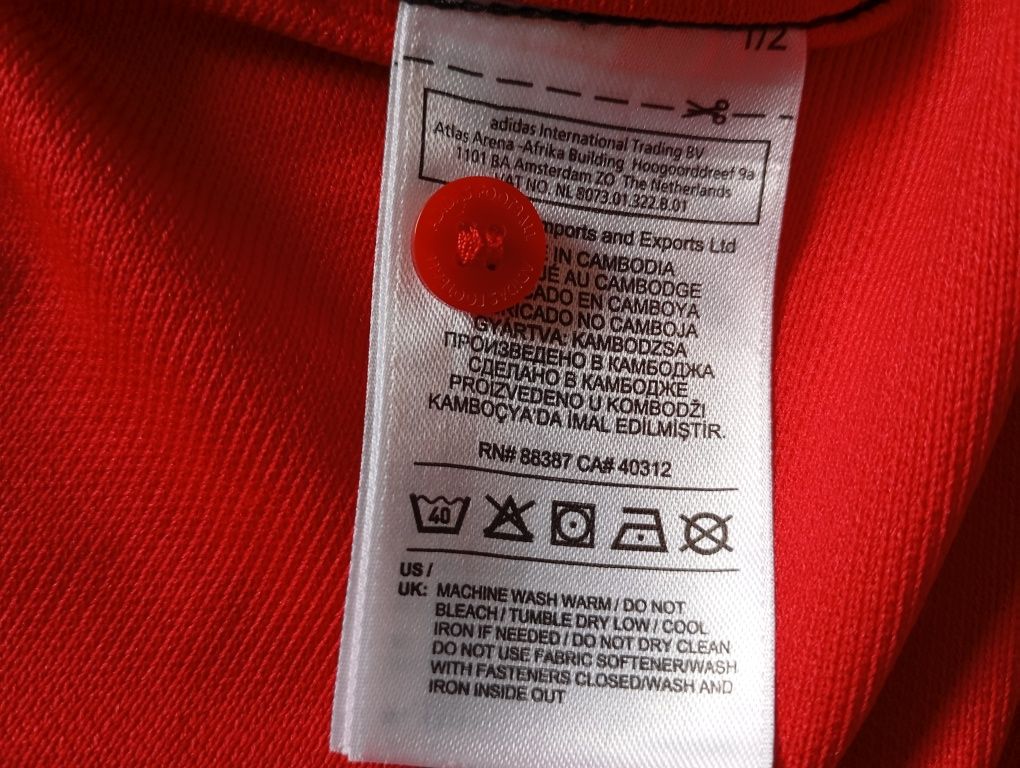 1/2
adidas International Trading BV
Atlas Arena -Afrika Building Hoogoorddreef 9a
1101 BA Amsterdam ZO The Netherlands
VAT NO. NL 8073.01.322.B.01
Imports and Exports Ltd
IN CAMBODIA
AU CAMBODGE
EN CAMBOYA
NO CAMBOJA
GYÁRTVA: KAMBODZSA
ПРОИЗВЕДЕНО В КАМБОДЖА
СДЕЛАНО В КАМБОДЖЕ
PROIZVEDENO U KOMBODŽI
KAMBOÇYA'DA IMAL EDILMIŞTIR.
RN# 88387 CA# 40312
40
US /
UK: MACHINE WASH WARM / DO NOT
BLEACH / TUMBLE DRY LOW / COOL
IRON IF NEEDED / DO NOT DRY CLEAN
DO NOT USE FABRIC SOFTENER/WASH
WITH FASTENERS CLOSED/WASH AND
IRON INSIDE OUT